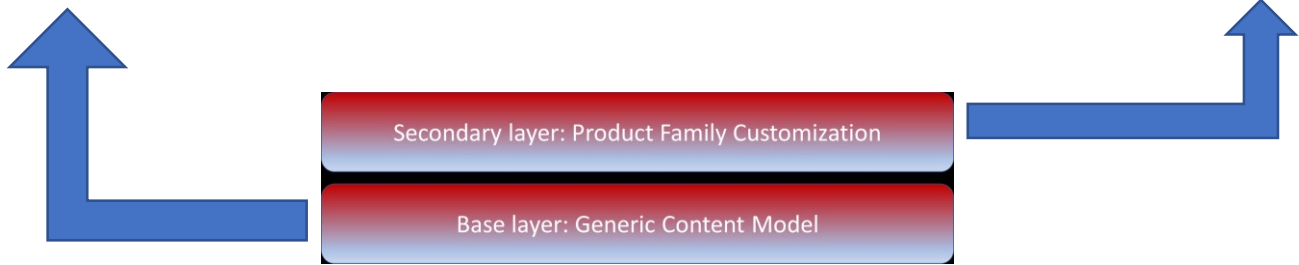 Secondary layer: Product Family Customization
Base layer: Generic Content Model